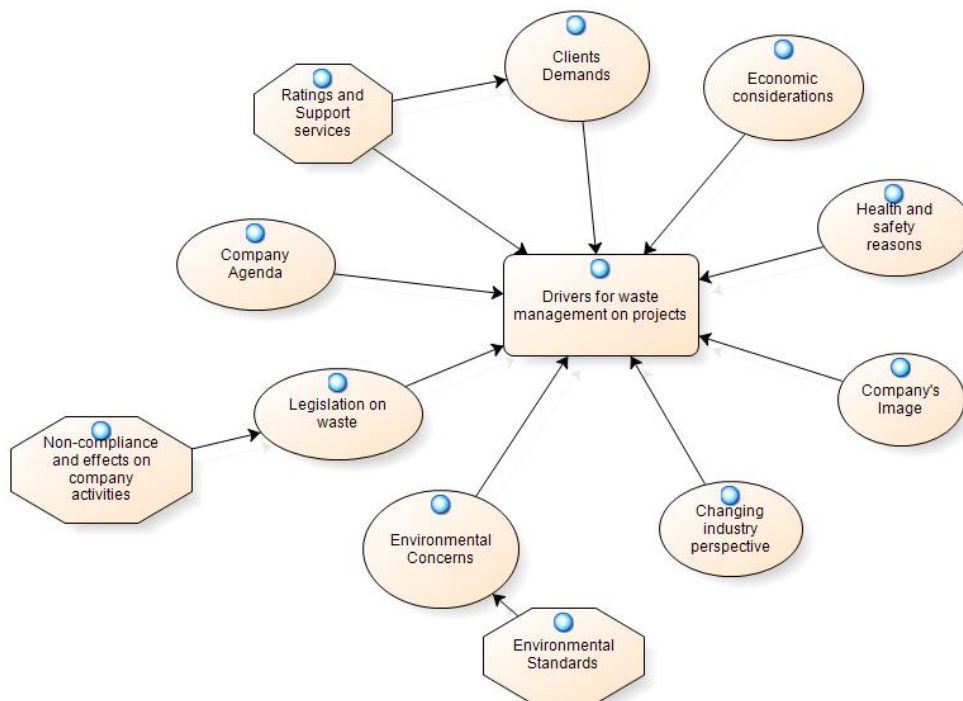 Clients
Demands
Economic
considerations
Ratings and
Support
services
Health and
safety
reasons
Company
Agenda
Drivers for waste
management on projects
Company's
Image
Legislation on
waste
Non-compliance
and effects on
company
activities
Changing
industry
perspective
Environmental
Concerns
Environmental
Standards